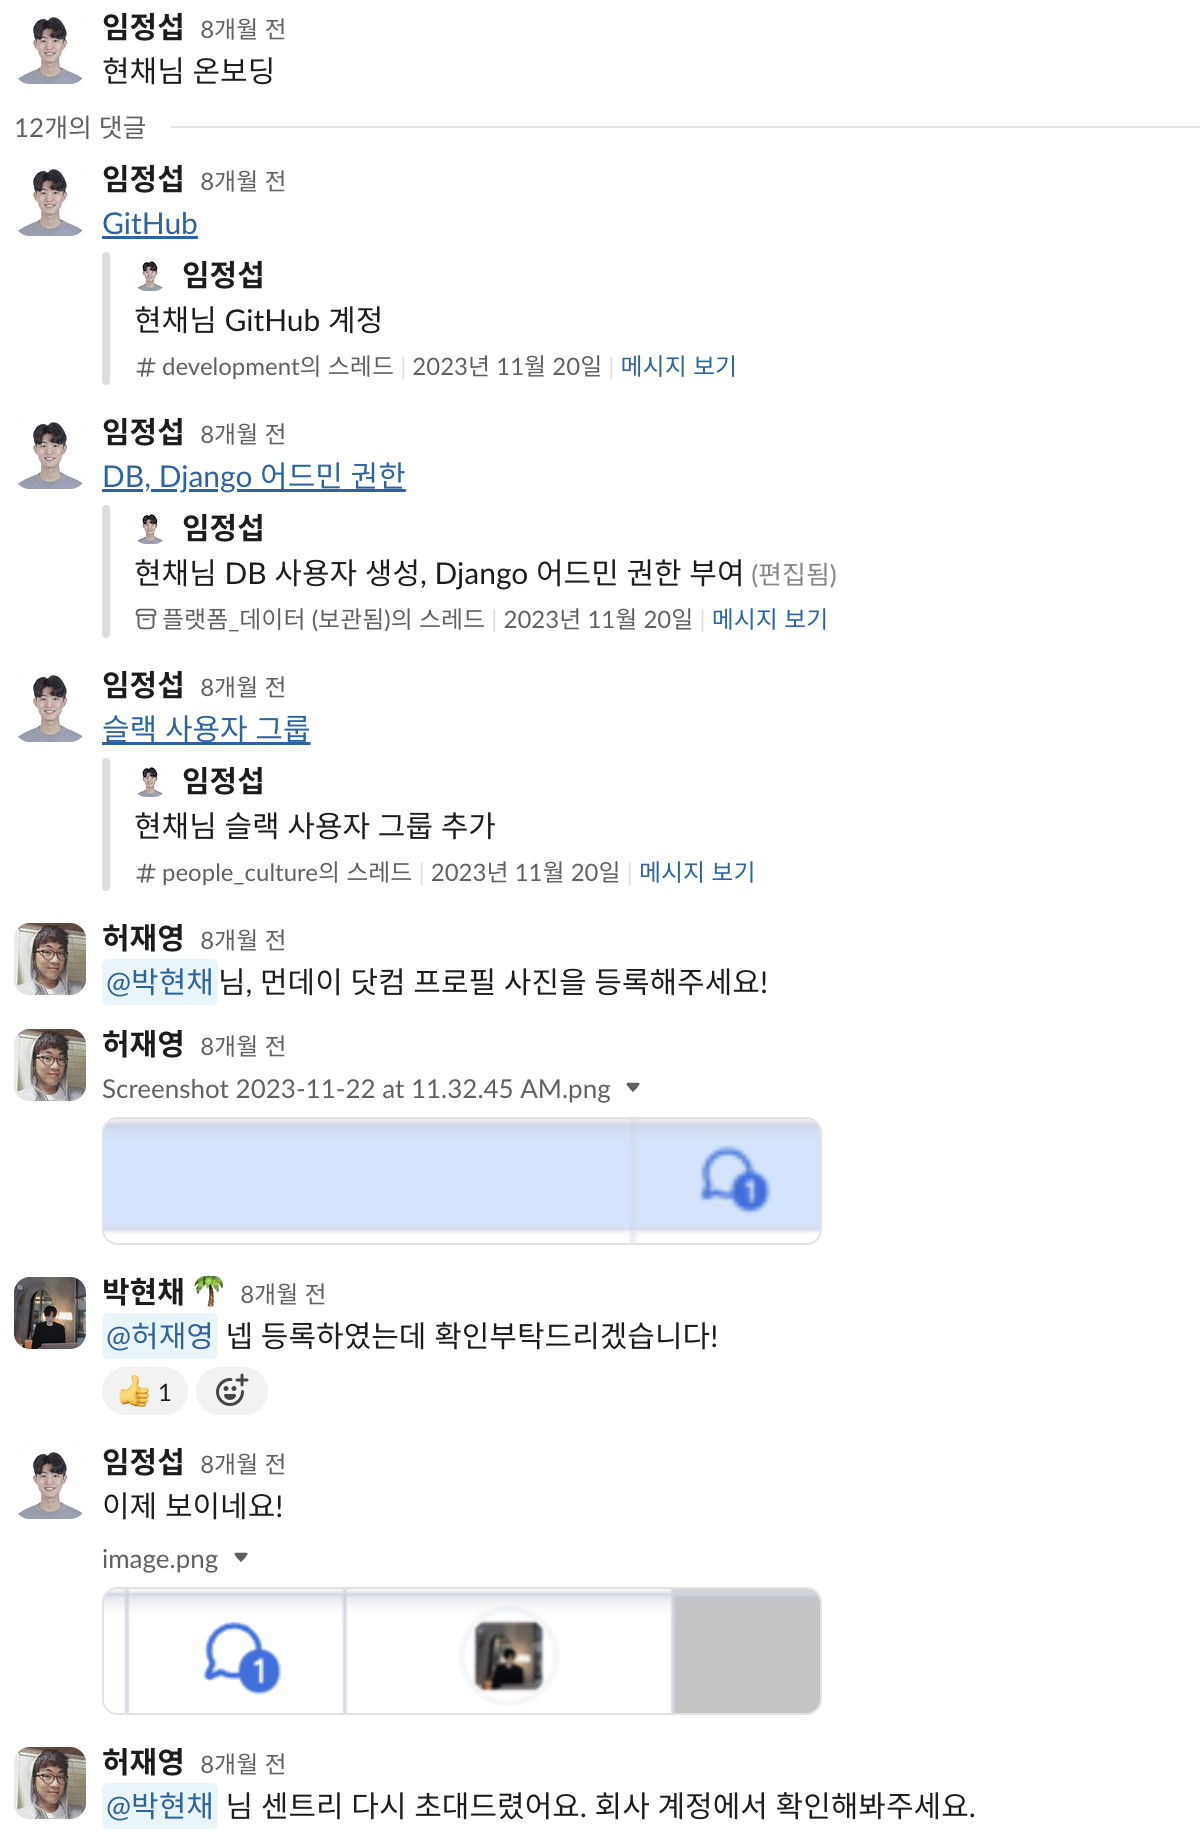 임정섭 8개월 전
현채님 온보딩
12개의 댓글
임정섭 8개월 전
GitHub
임정섭
현채님 GitHub 계정
# development의 스레드 | 2023년 11월 20일 | 메시지 보기
임정섭 8개월 전
DB, Django 어드민 권한
임정섭
현채님 DB 사용자 생성, Django 어드민 권한 부여 (편집됨)
플랫폼_데이터 (보관됨)의 스레드 | 2023년 11월 20일 | 메시지 보기
임정섭 8개월 전
슬랙 사용자 그룹
임정섭
현채님 슬랙 사용자 그룹 추가
# people_culture의 스레드 | 2023년 11월 20일 | 메시지 보기
허재영 8개월 전
@박현채님, 먼데이 닷컴 프로필 사진을 등록해주세요!
허재영 8개월 전
Screenshot 2023-11-22 at 11.32.45 AM.png
1
박현채 🌴 8개월 전
@허재영 넵 등록하였는데 확인부탁드리겠습니다!
👍 1
임정섭 8개월 전
이제 보이네요!
image.png
1
허재영 8개월 전
@박현채 님 센트리 다시 초대드렸어요. 회사 계정에서 확인해봐주세요.